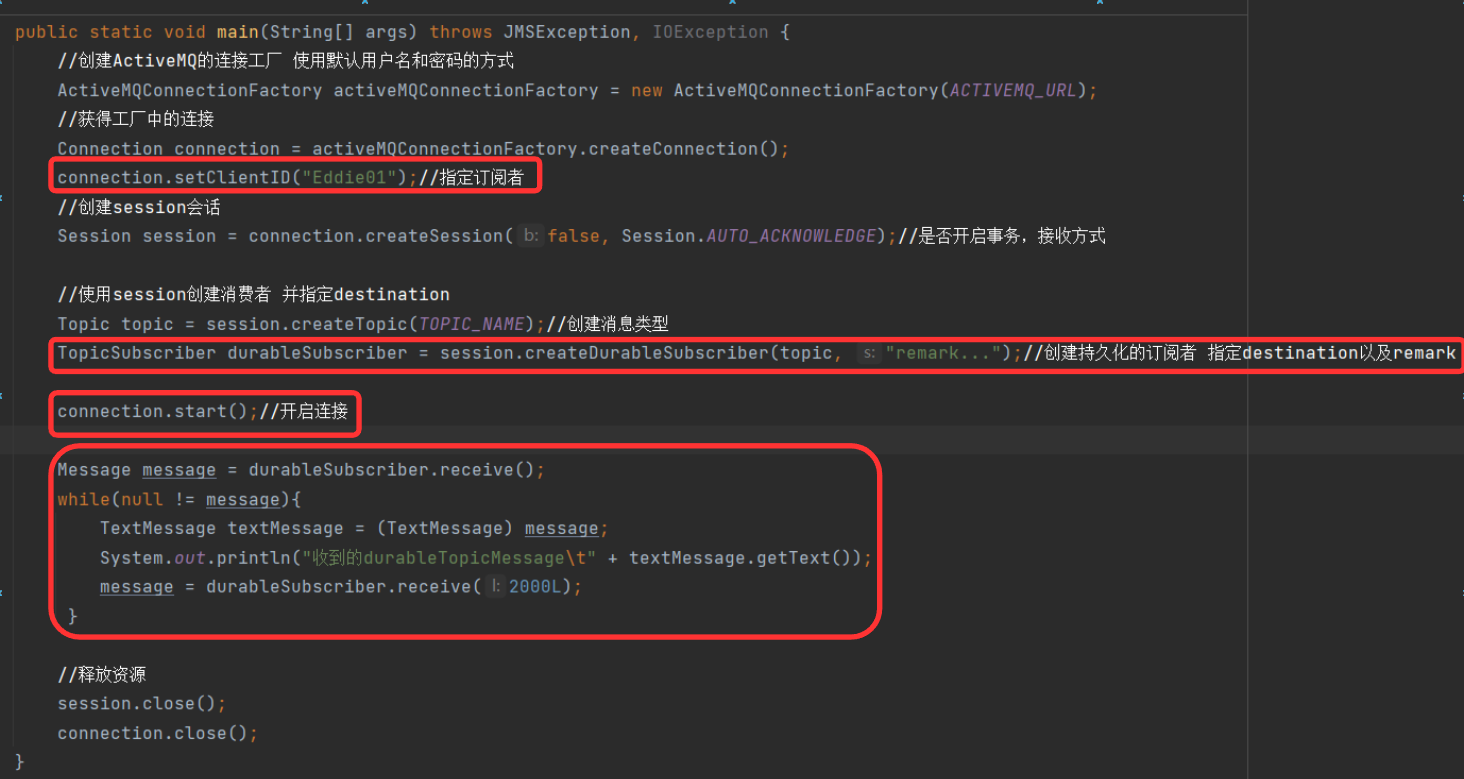 public static void main(String[] args) throws JMSException, IOException {
//创建ActiveMQ的连接工厂 使用默认用户名和密码的方式
ActiveMQConnectionFactory activeMQConnectionFactory = new ActiveMQConnectionFactory(ACTIVEMQ_URL);
//获得工厂中的连接
Connection connection = activeMQConnectionFactory.createConnection();
connection.setClientID("Eddie01");//指定订阅者
//创建session会话
Session session = connection.createSession( b: false, Session.AUTO_ACKNOWLEDGE);//是否开启事务，接收方式
//使用session创建消费者 并指定destination
Topic topic = session.createTopic(TOPIC_NAME);//创建消息类型
TopicSubscriber durableSubscriber = session.createDurableSubscriber(topic, s: "remark...");//创建持久化的订阅者 指定destination以及remark
connection.start();//开启连接
Message message = durableSubscriber.receive();
while(null != message){
TextMessage textMessage = (TextMessage) message;
System.out.println("收到的durableTopicMessage\t" + textMessage.getText());
message = durableSubscriber.receive( l: 2000L);
}
//释放资源
session.close();
connection.close();
}